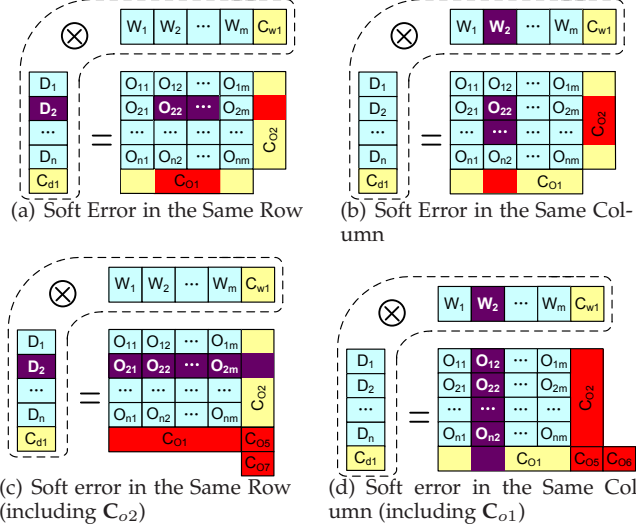 ⊗ W1 W2 ··· Wm Cw1
D1 O11 O12 ··· O1m
D2 O21 O22 ··· O2m
··· = ··· CO2
Dn On1 On2 ··· Onm
Cd1 CO1
(a) Soft Error in the Same Row
⊗ W1 W2 ··· Wm Cw1
D1 O11 O12 ··· O1m
D2 O21 O22 ··· O2m CO2
··· = ··· ···
Dn On1 On2 ··· Onm
Cd1 CO1
(b) Soft Error in the Same Col-
umn
⊗ W1 W2 ··· Wm Cw1
D1 O11 O12 ··· O1m
D2 O21 O22 ··· O2m
··· = ··· ··· CO2
Dn On1 On2 ··· Onm
Cd1 CO1 CO5
CO7
(c) Soft error in the Same Row
(including Co2)
⊗ W1 W2 ··· Wm Cw1
D1 O11 O12 ··· O1m
D2 O21 O22 ··· O2m CO2
··· = ··· ··· ···
Dn On1 On2 ··· Onm
Cd1 CO1 CO5 CO6
(d) Soft error in the Same Col-
umn (including Co1)